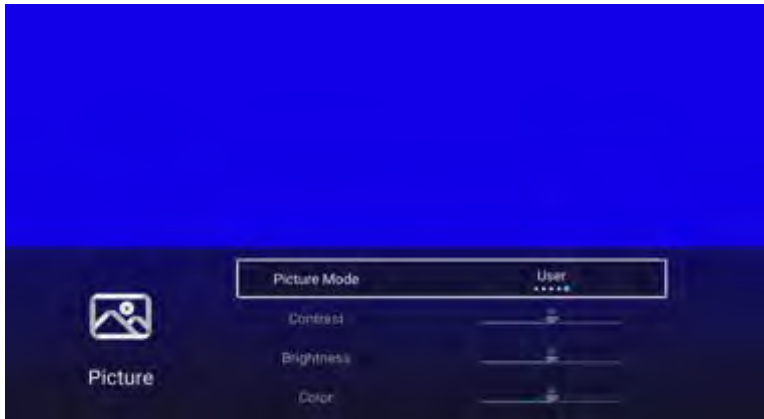 Picture Mode User
Contrast
Brightness
Color
Picture